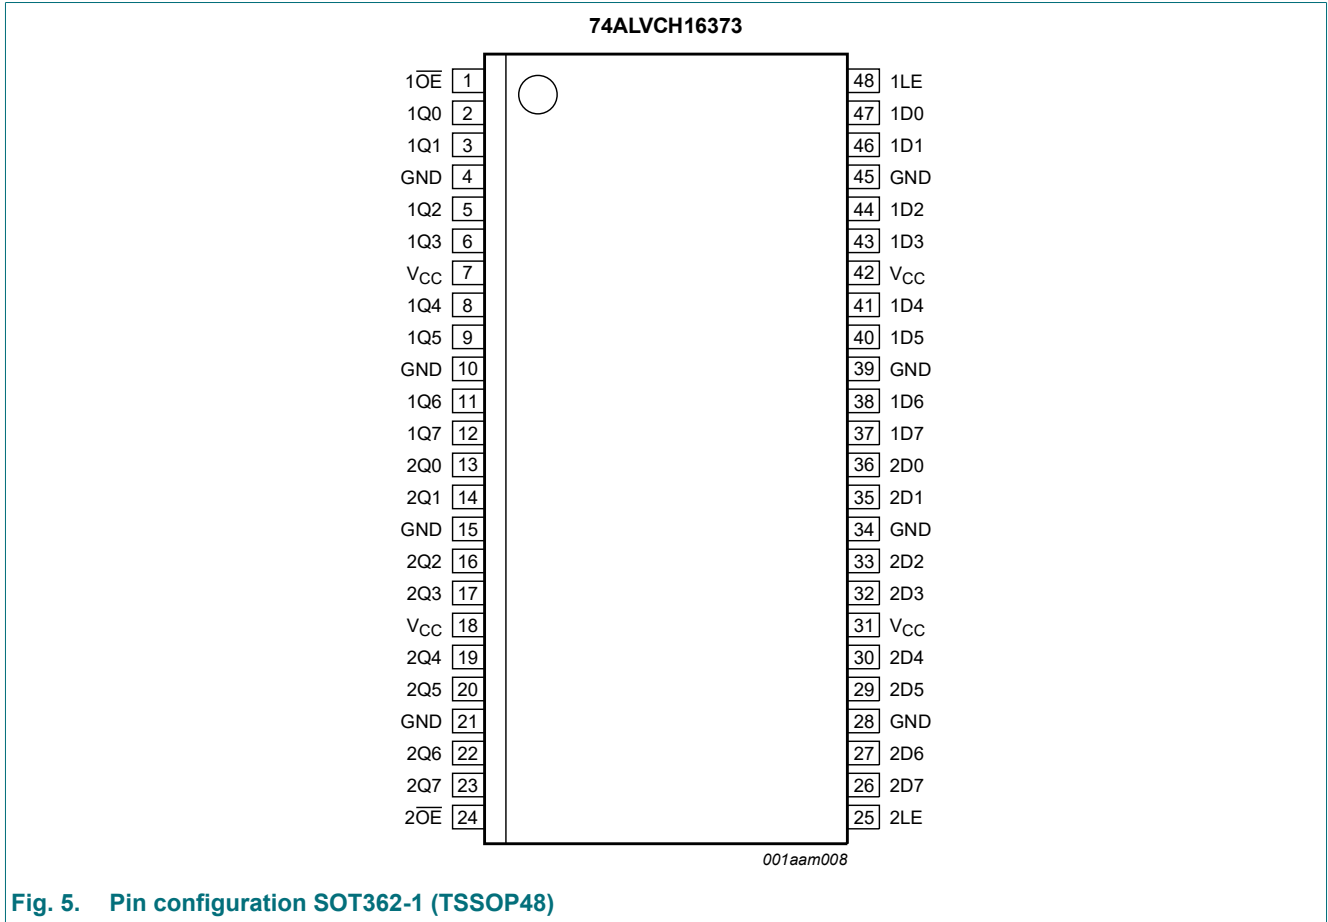 74ALVCH16373
1O̅E̅ 1 48 1LE
1Q0 2 47 1D0
1Q1 3 46 1D1
GND 4 45 GND
1Q2 5 44 1D2
1Q3 6 43 1D3
VCC 7 42 VCC
1Q4 8 41 1D4
1Q5 9 40 1D5
GND 10 39 GND
1Q6 11 38 1D6
1Q7 12 37 1D7
2Q0 13 36 2D0
2Q1 14 35 2D1
GND 15 34 GND
2Q2 16 33 2D2
2Q3 17 32 2D3
VCC 18 31 VCC
2Q4 19 30 2D4
2Q5 20 29 2D5
GND 21 28 GND
2Q6 22 27 2D6
2Q7 23 26 2D7
2O̅E̅ 24 25 2LE
001aam008
Fig. 5. Pin configuration SOT362-1 (TSSOP48)